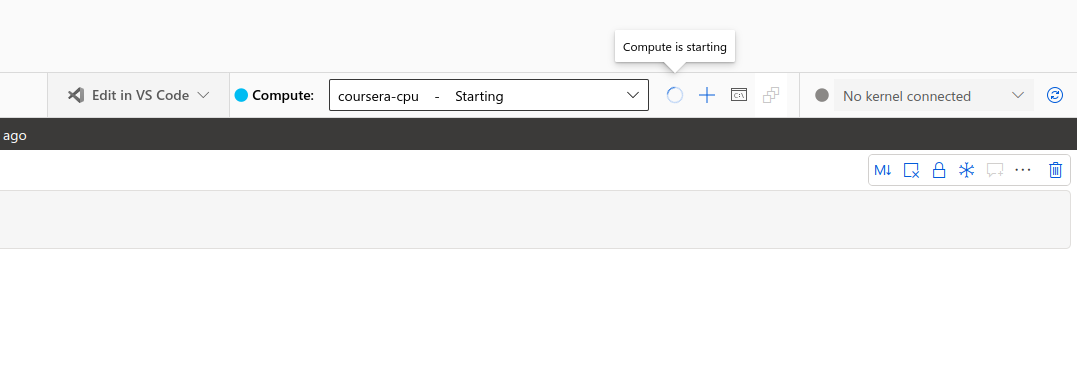 Compute is starting
Edit in VS Code
Compute:
coursera-cpu - Starting
C:\
No kernel connected
ago
M↓